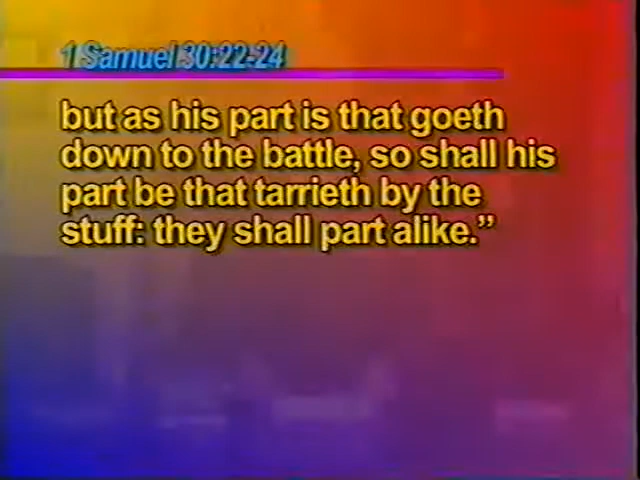 1 Samuel 30:22-24
but as his part is that goeth
down to the battle, so shall his
part be that tarrieth by the
stuff: they shall part alike.”